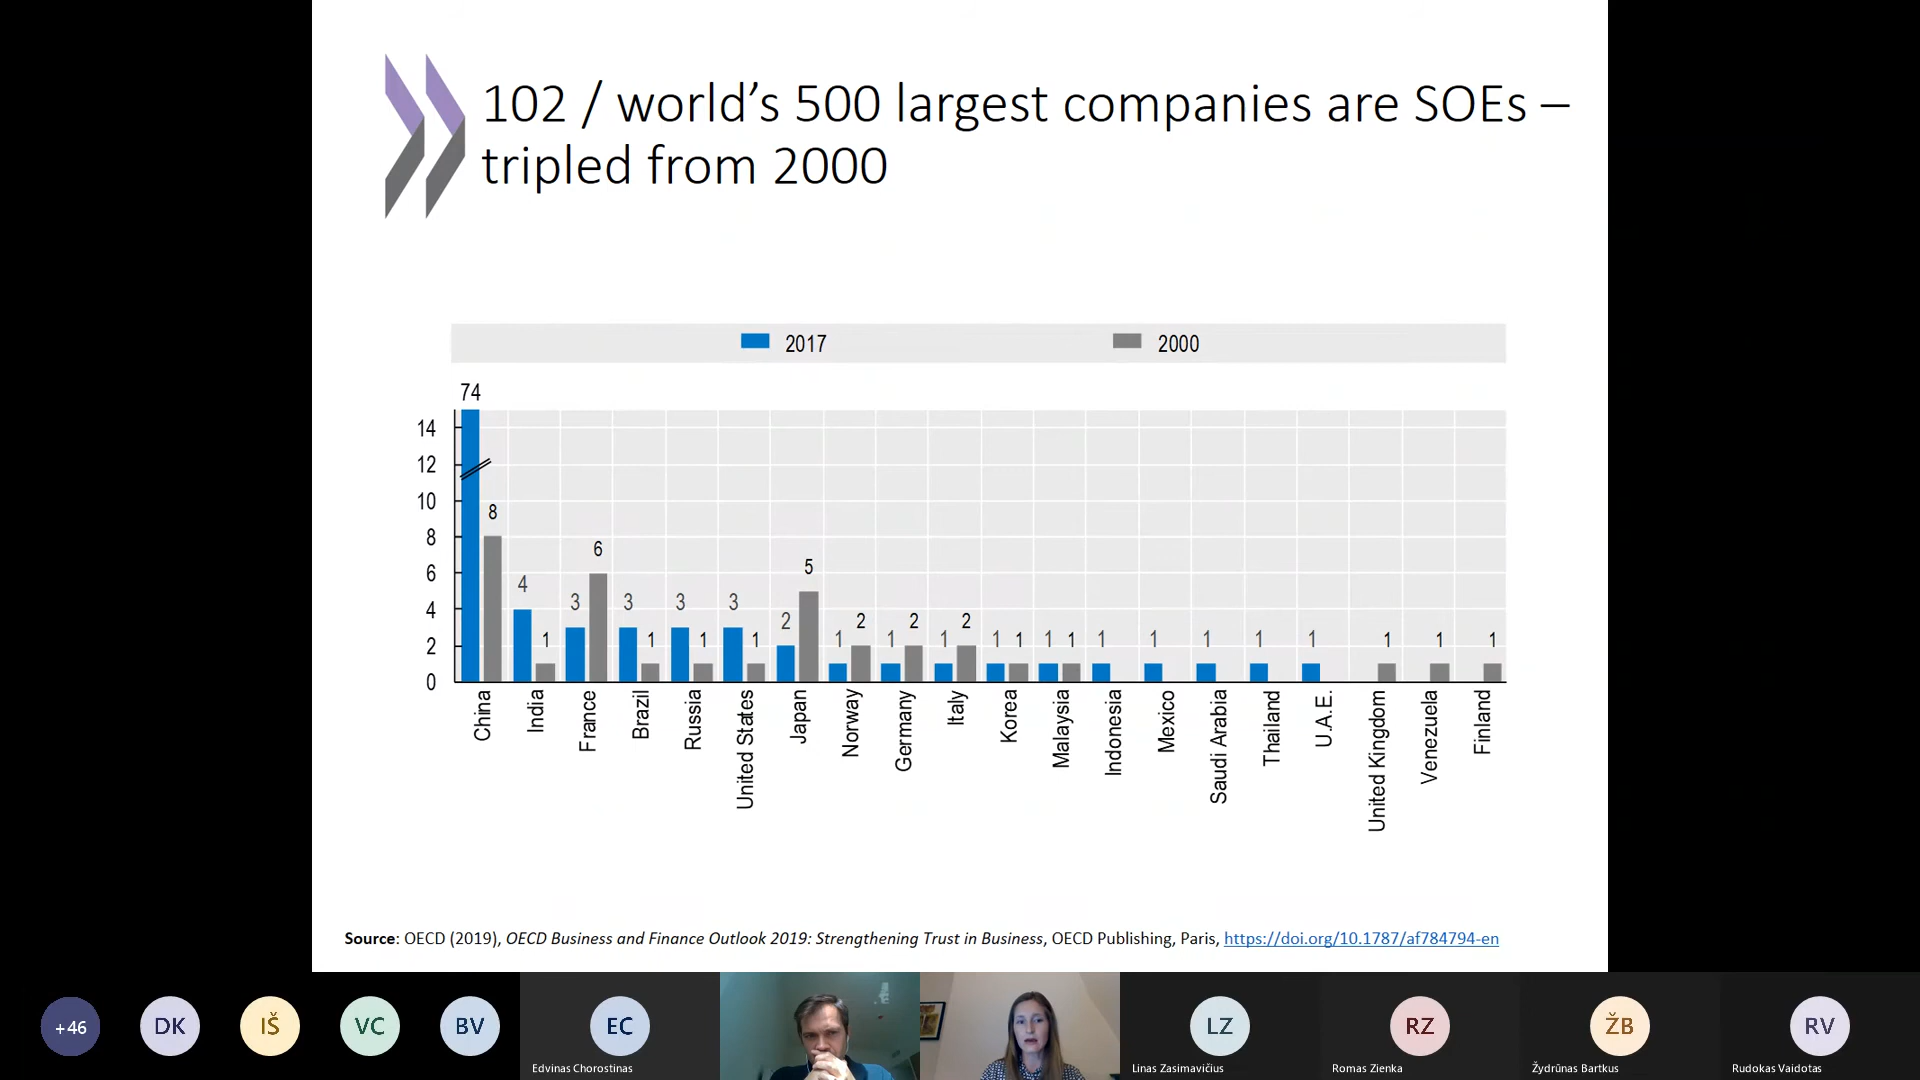 102 / world’s 500 largest companies are SOEs –
tripled from 2000
2017
2000
74
14
12
10
8
6
4
2
0
8
4
1
3
6
3
1
3
1
3
1
2
5
1
2
1
2
1
2
1
1
1
1
1
1
1
1
1
1
1
1
China
India
France
Brazil
Russia
United States
Japan
Norway
Germany
Italy
Korea
Malaysia
Indonesia
Mexico
Saudi Arabia
Thailand
U.A.E.
United Kingdom
Venezuela
Finland
Source: OECD (2019), OECD Business and Finance Outlook 2019: Strengthening Trust in Business, OECD Publishing, Paris, https://doi.org/10.1787/af784794-en
+46
DK
IŠ
VC
BV
EC
LZ
RZ
ŽB
RV
Edvinas Chorostinas
Linas Zasimavičius
Romas Zienka
Žydrūnas Bartkus
Rudokas Vaidotas